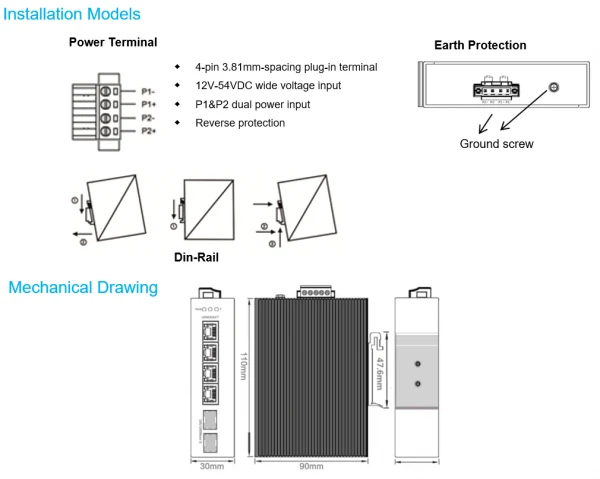 Installation Models
Power Terminal
Earth Protection
4-pin 3.81mm-spacing plug-in terminal
12V-54VDC wide voltage input
P1&P2 dual power input
Reverse protection
P1-
P1+
P2-
P2+
Ground screw
①
②
①
②
①
②
Din-Rail
Mechanical Drawing
110mm
47.6mm
30mm
90mm